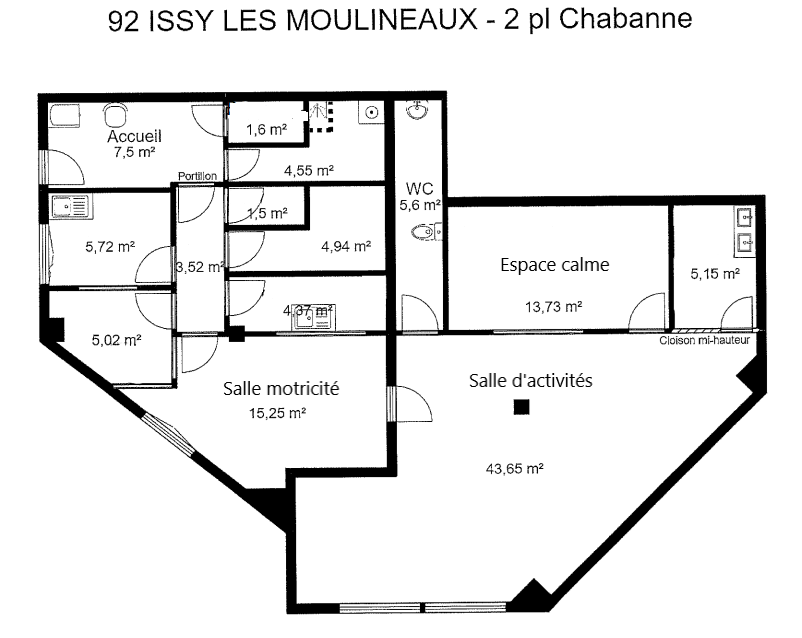 92 ISSY LES MOULINEAUX - 2 pl Chabanne
Accueil
7,5 m²
1,6 m²
4,55 m²
Portillon
WC
5,6 m²
1,5 m²
5,72 m²
3,52 m²
4,94 m²
Espace calme
13,73 m²
5,15 m²
4,37 m²
5,02 m²
Cloison mi-hauteur
Salle motricité
15,25 m²
Salle d'activités
43,65 m²